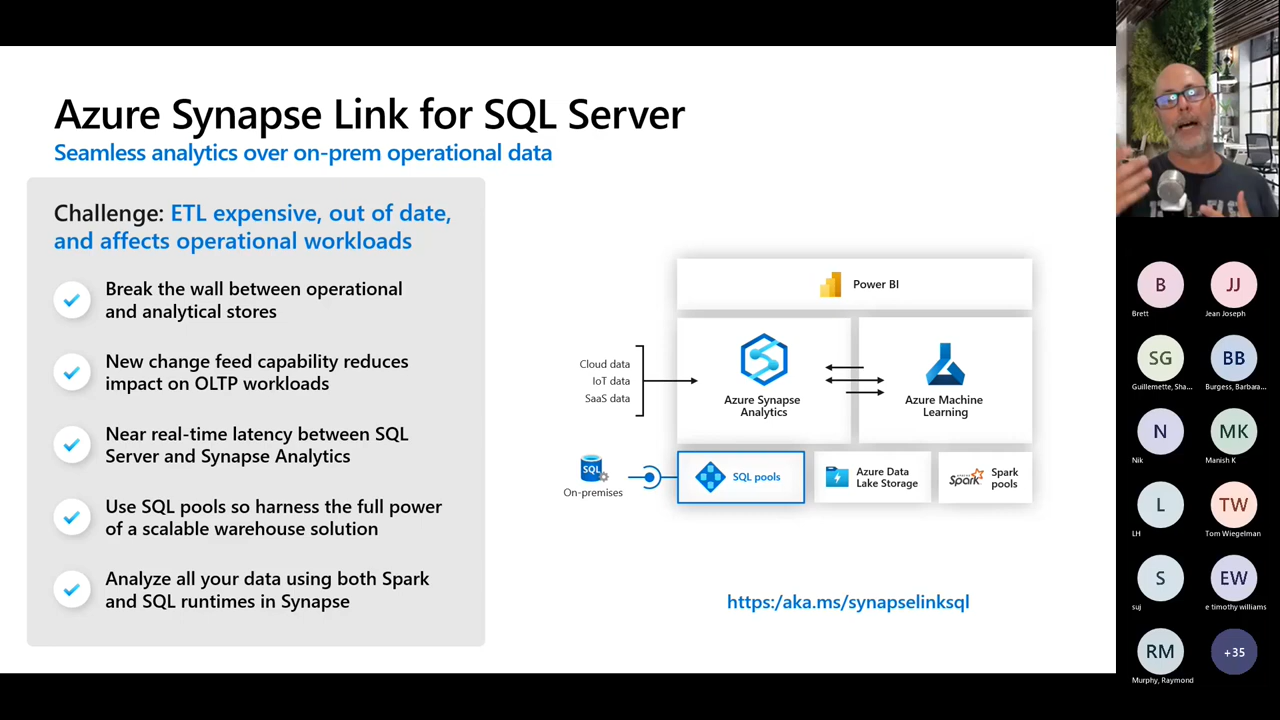 Azure Synapse Link for SQL Server
Seamless analytics over on-prem operational data
Challenge: ETL expensive, out of date,
and affects operational workloads
Break the wall between operational
and analytical stores
New change feed capability reduces
impact on OLTP workloads
Near real-time latency between SQL
Server and Synapse Analytics
Use SQL pools so harness the full power
of a scalable warehouse solution
Analyze all your data using both Spark
and SQL runtimes in Synapse
Power BI
Cloud data
IoT data
SaaS data
Azure Synapse
Analytics
Azure Machine
Learning
SQL
On-premises
SQL pools
Azure Data
Lake Storage
Spark
Spark
pools
https:/aka.ms/synapselinksql
B
Brett
JJ
Jean Joseph
SG
Guillemette, Sha...
BB
Burgess, Barbara...
N
Nik
MK
Manish K
L
LH
TW
Tom Wiegelman
S
suj
EW
e timothy williams
RM
Murphy, Raymond
+35